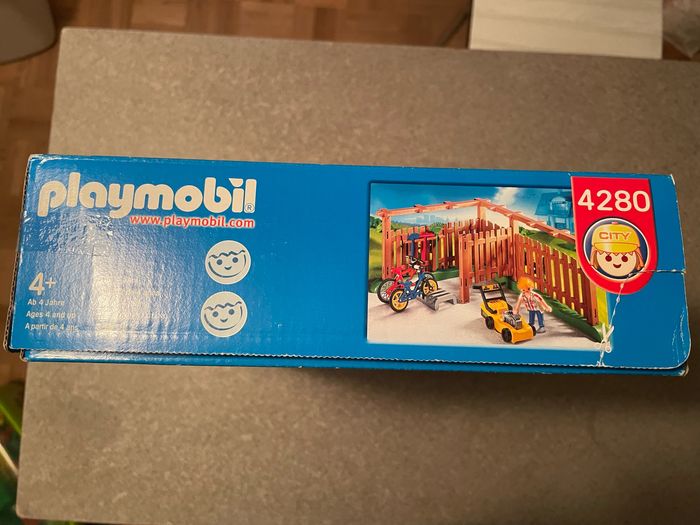 playmobil®
www.playmobil.com
4+
Ab 4 Jahre
Ages 4 and up
A partir de 4 ans
4280
CITY